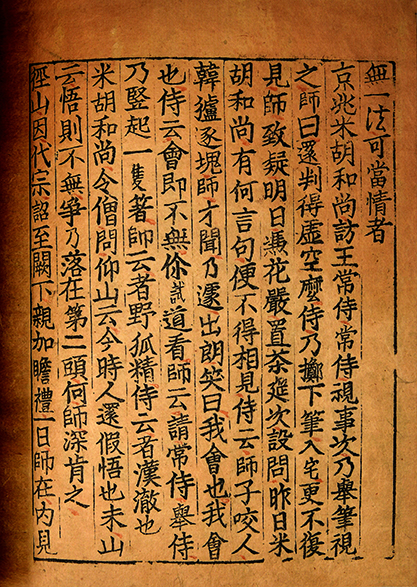 無一法可當情者
京兆米胡和尚訪王常侍常侍視事次乃舉筆視
之師曰還判得虛空麽侍乃擲下筆入宅更不復
見師致疑明日憑花嚴置茶筵次設問昨日米
胡和尚有何言句便不得相見侍云師子咬人
韓獹逐塊師才聞乃遽出朗笑曰我會也我會
也侍云會即不無你試道看師云請常侍舉侍
乃竪起一隻著師云者野狐精侍云者漢澈也
米胡和尚令僧問仰山云今時人還假悟也未山
云悟則不無爭乃落在第二頭何師深肯之
徑山因代宗詔至闕下親加瞻禮一日師在內見